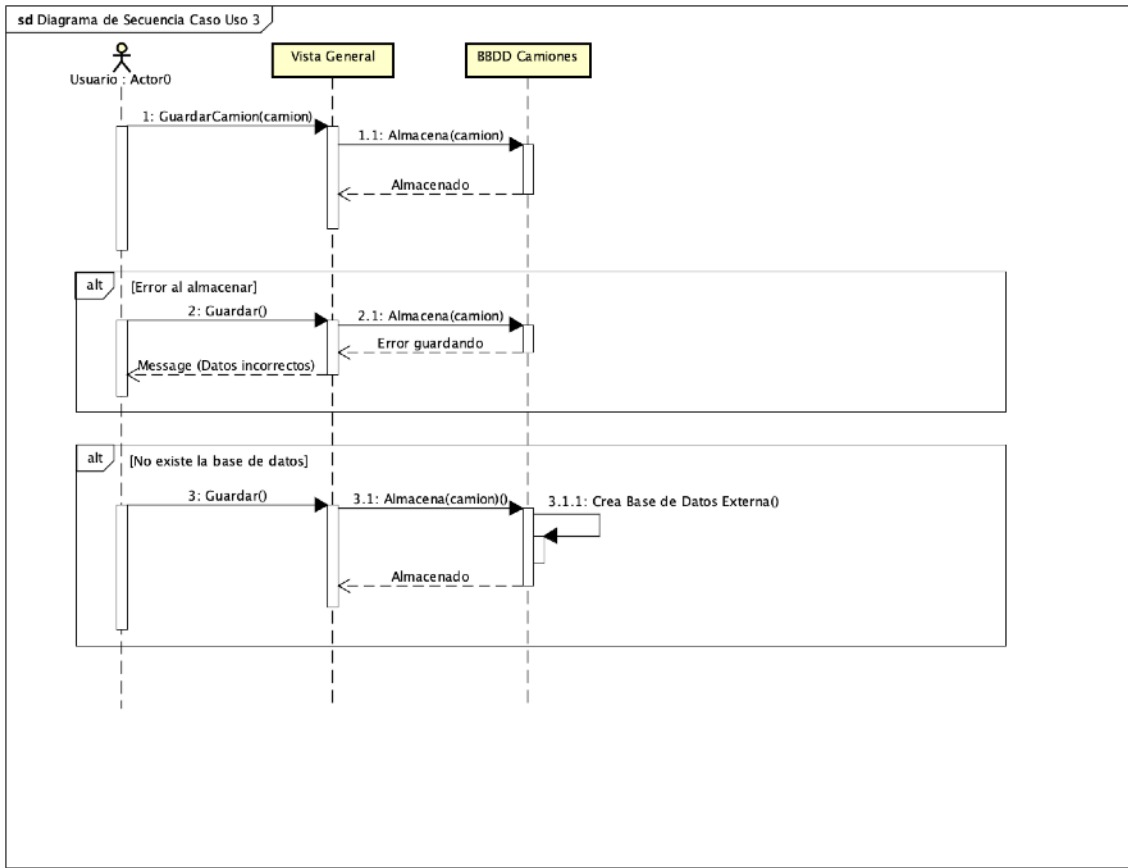 sd Diagrama de Secuencia Caso Uso 3
Usuario : Actor0
Vista General
BBDD Camiones
1: GuardarCamion(camion)
1.1: Almacena(camion)
Almacenado
alt
[Error al almacenar]
2: Guardar()
2.1: Almacena(camion)
Error guardando
Message (Datos incorrectos)
alt
[No existe la base de datos]
3: Guardar()
3.1: Almacena(camion)()
3.1.1: Crea Base de Datos Externa()
Almacenado